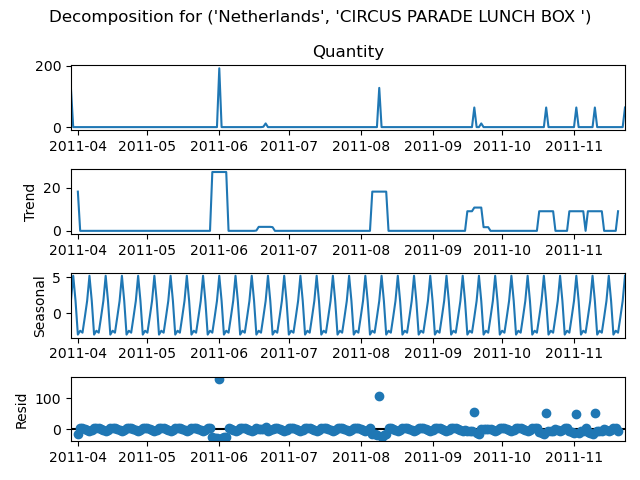 Decomposition for ('Netherlands', 'CIRCUS PARADE LUNCH BOX ')
Quantity
200
0
2011-04 2011-05 2011-06 2011-07 2011-08 2011-09 2011-10 2011-11
Trend
20
0
2011-04 2011-05 2011-06 2011-07 2011-08 2011-09 2011-10 2011-11
Seasonal
5
0
2011-04 2011-05 2011-06 2011-07 2011-08 2011-09 2011-10 2011-11
Resid
100
0
2011-04 2011-05 2011-06 2011-07 2011-08 2011-09 2011-10 2011-11